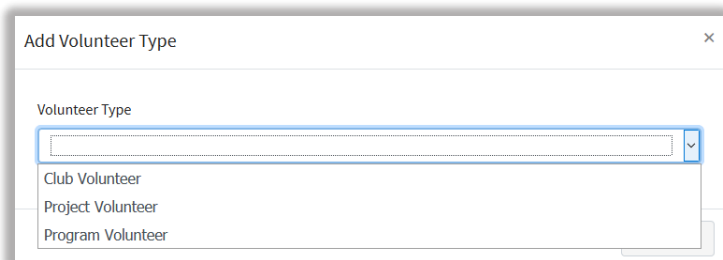 Add Volunteer Type
×
Volunteer Type
Club Volunteer
Project Volunteer
Program Volunteer